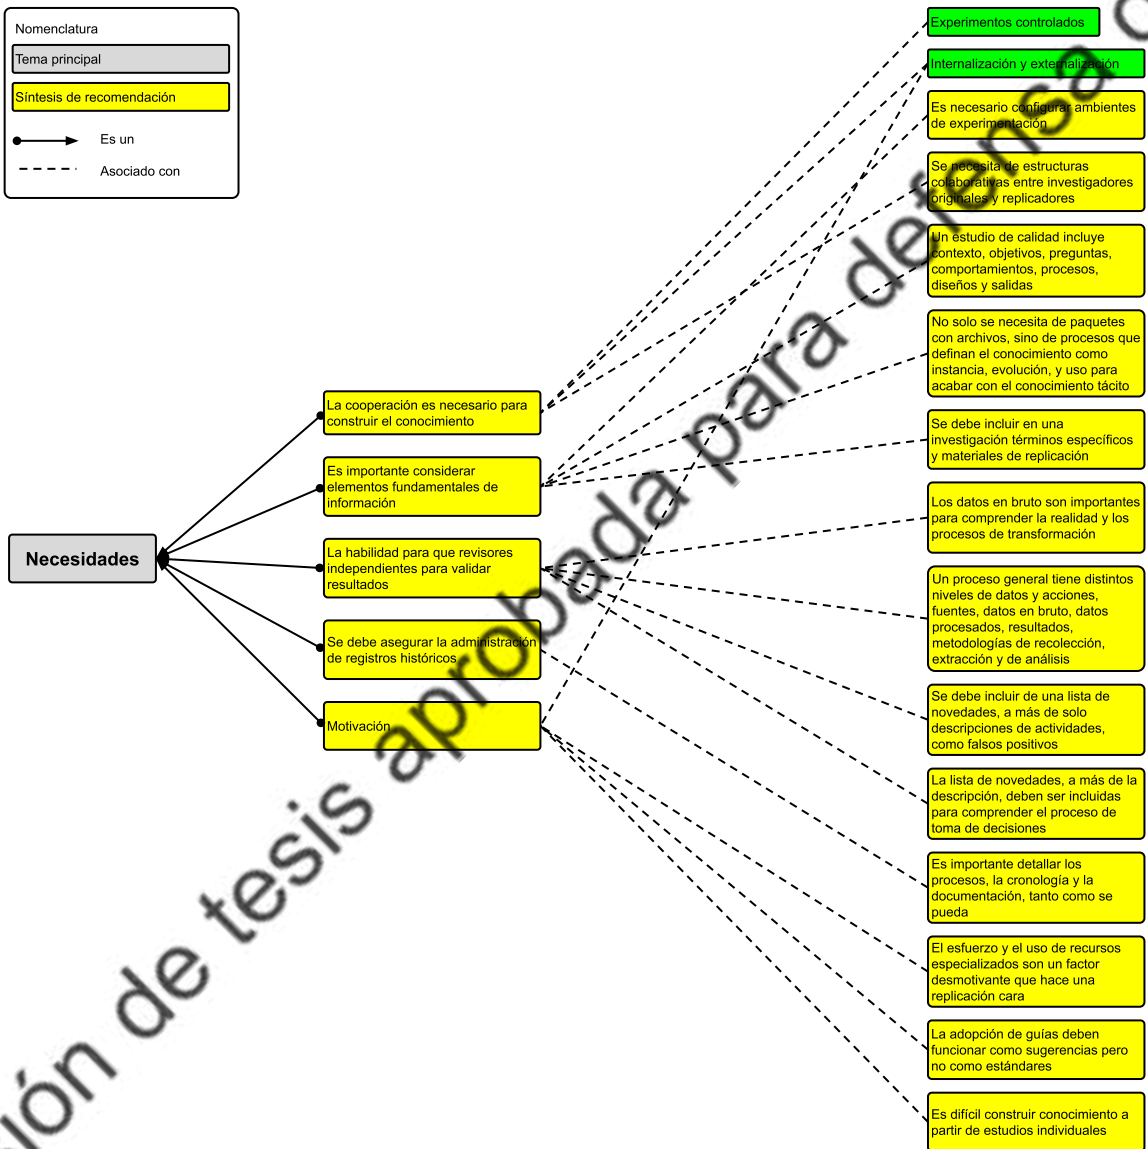 Nomenclatura
Tema principal
Síntesis de recomendación
Es un
Asociado con
Necesidades
La cooperación es necesario para
construir el conocimiento
Es importante considerar
elementos fundamentales de
información
La habilidad para que revisores
independientes para validar
resultados
Se debe asegurar la administración
de registros históricos
Motivación
Experimentos controlados
Internalización y externalización
Es necesario configurar ambientes
de experimentación
Se necesita de estructuras
colaborativas entre investigadores
originales y replicadores
Un estudio de calidad incluye
contexto, objetivos, preguntas,
comportamientos, procesos,
diseños y salidas
No solo se necesita de paquetes
con archivos, sino de procesos que
definan el conocimiento como
instancia, evolución, y uso para
acabar con el conocimiento tácito
Se debe incluir en una
investigación términos específicos
y materiales de replicación
Los datos en bruto son importantes
para comprender la realidad y los
procesos de transformación
Un proceso general tiene distintos
niveles de datos y acciones,
fuentes, datos en bruto, datos
procesados, resultados,
metodologías de recolección,
extracción y de análisis
Se debe incluir de una lista de
novedades, a más de solo
descripciones de actividades,
como falsos positivos
La lista de novedades, a más de la
descripción, deben ser incluidas
para comprender el proceso de
toma de decisiones
Es importante detallar los
procesos, la cronología y la
documentación, tanto como se
pueda
El esfuerzo y el uso de recursos
especializados son un factor
desmotivante que hace una
replicación cara
La adopción de guías deben
funcionar como sugerencias pero
no como estándares
Es difícil construir conocimiento a
partir de estudios individuales
de tesis aprobada para defensa